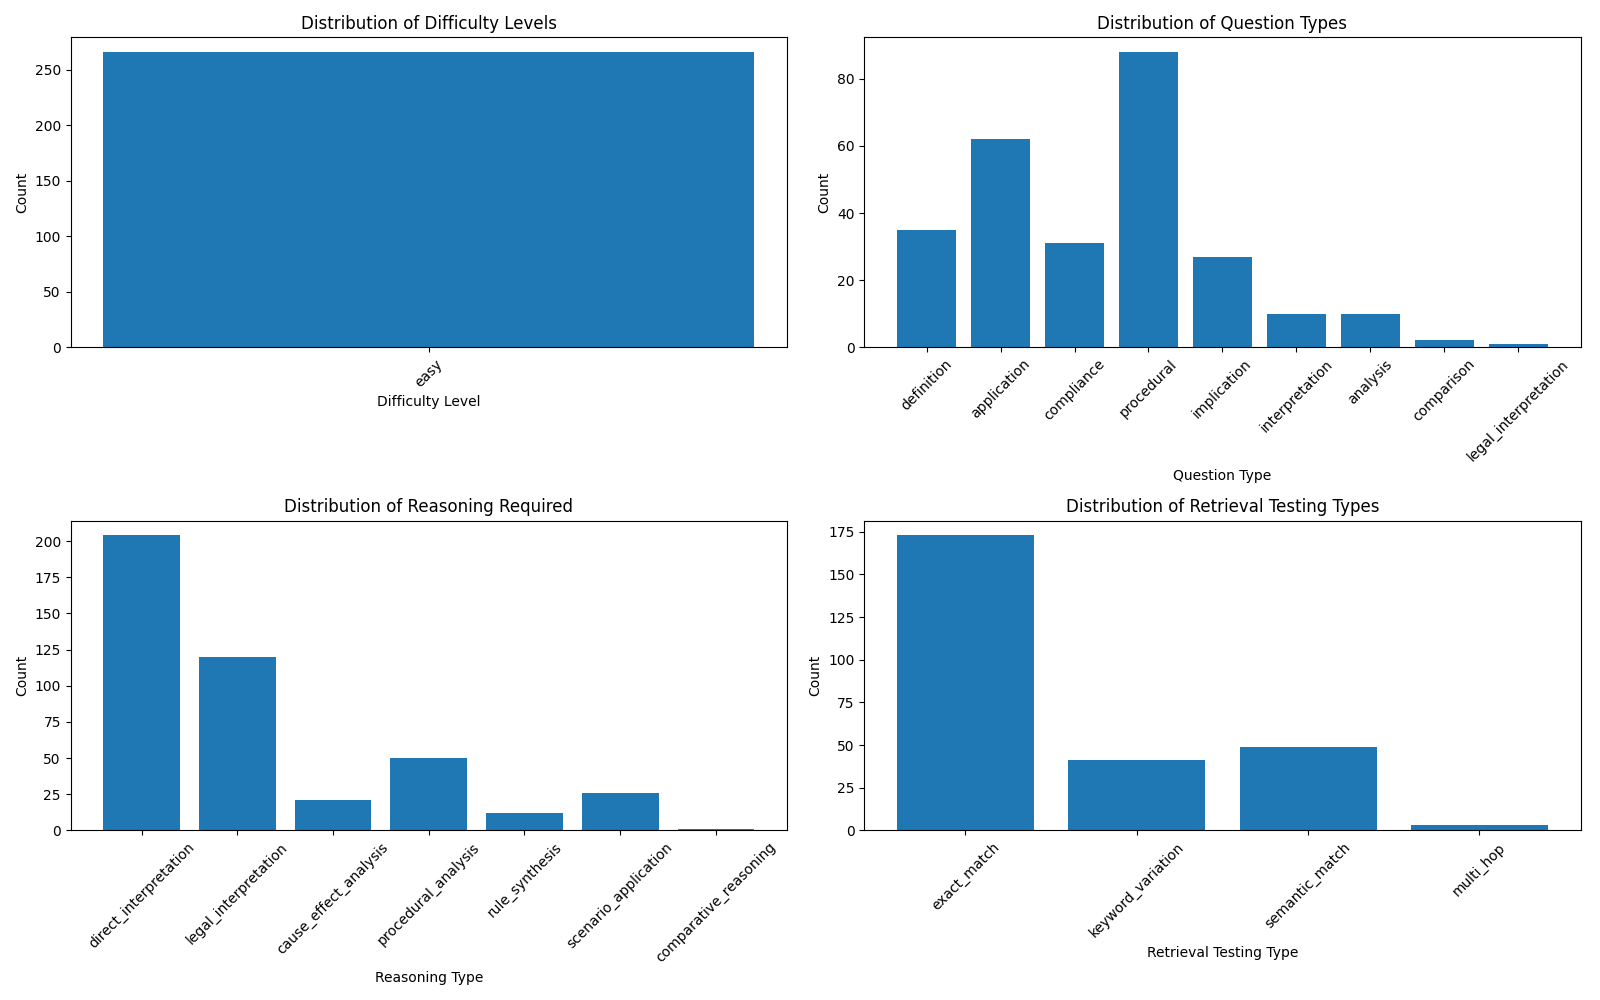 Distribution of Difficulty Levels
Count
250
200
150
100
50
0
easy
Difficulty Level
Distribution of Question Types
Count
80
60
40
20
0
definition
application
compliance
procedural
implication
interpretation
analysis
comparison
legal_interpretation
Question Type
Distribution of Reasoning Required
Count
200
175
150
125
100
75
50
25
0
direct_interpretation
legal_interpretation
cause_effect_analysis
procedural_analysis
rule_synthesis
scenario_application
comparative_reasoning
Reasoning Type
Distribution of Retrieval Testing Types
Count
175
150
125
100
75
50
25
0
exact_match
keyword_variation
semantic_match
multi_hop
Retrieval Testing Type